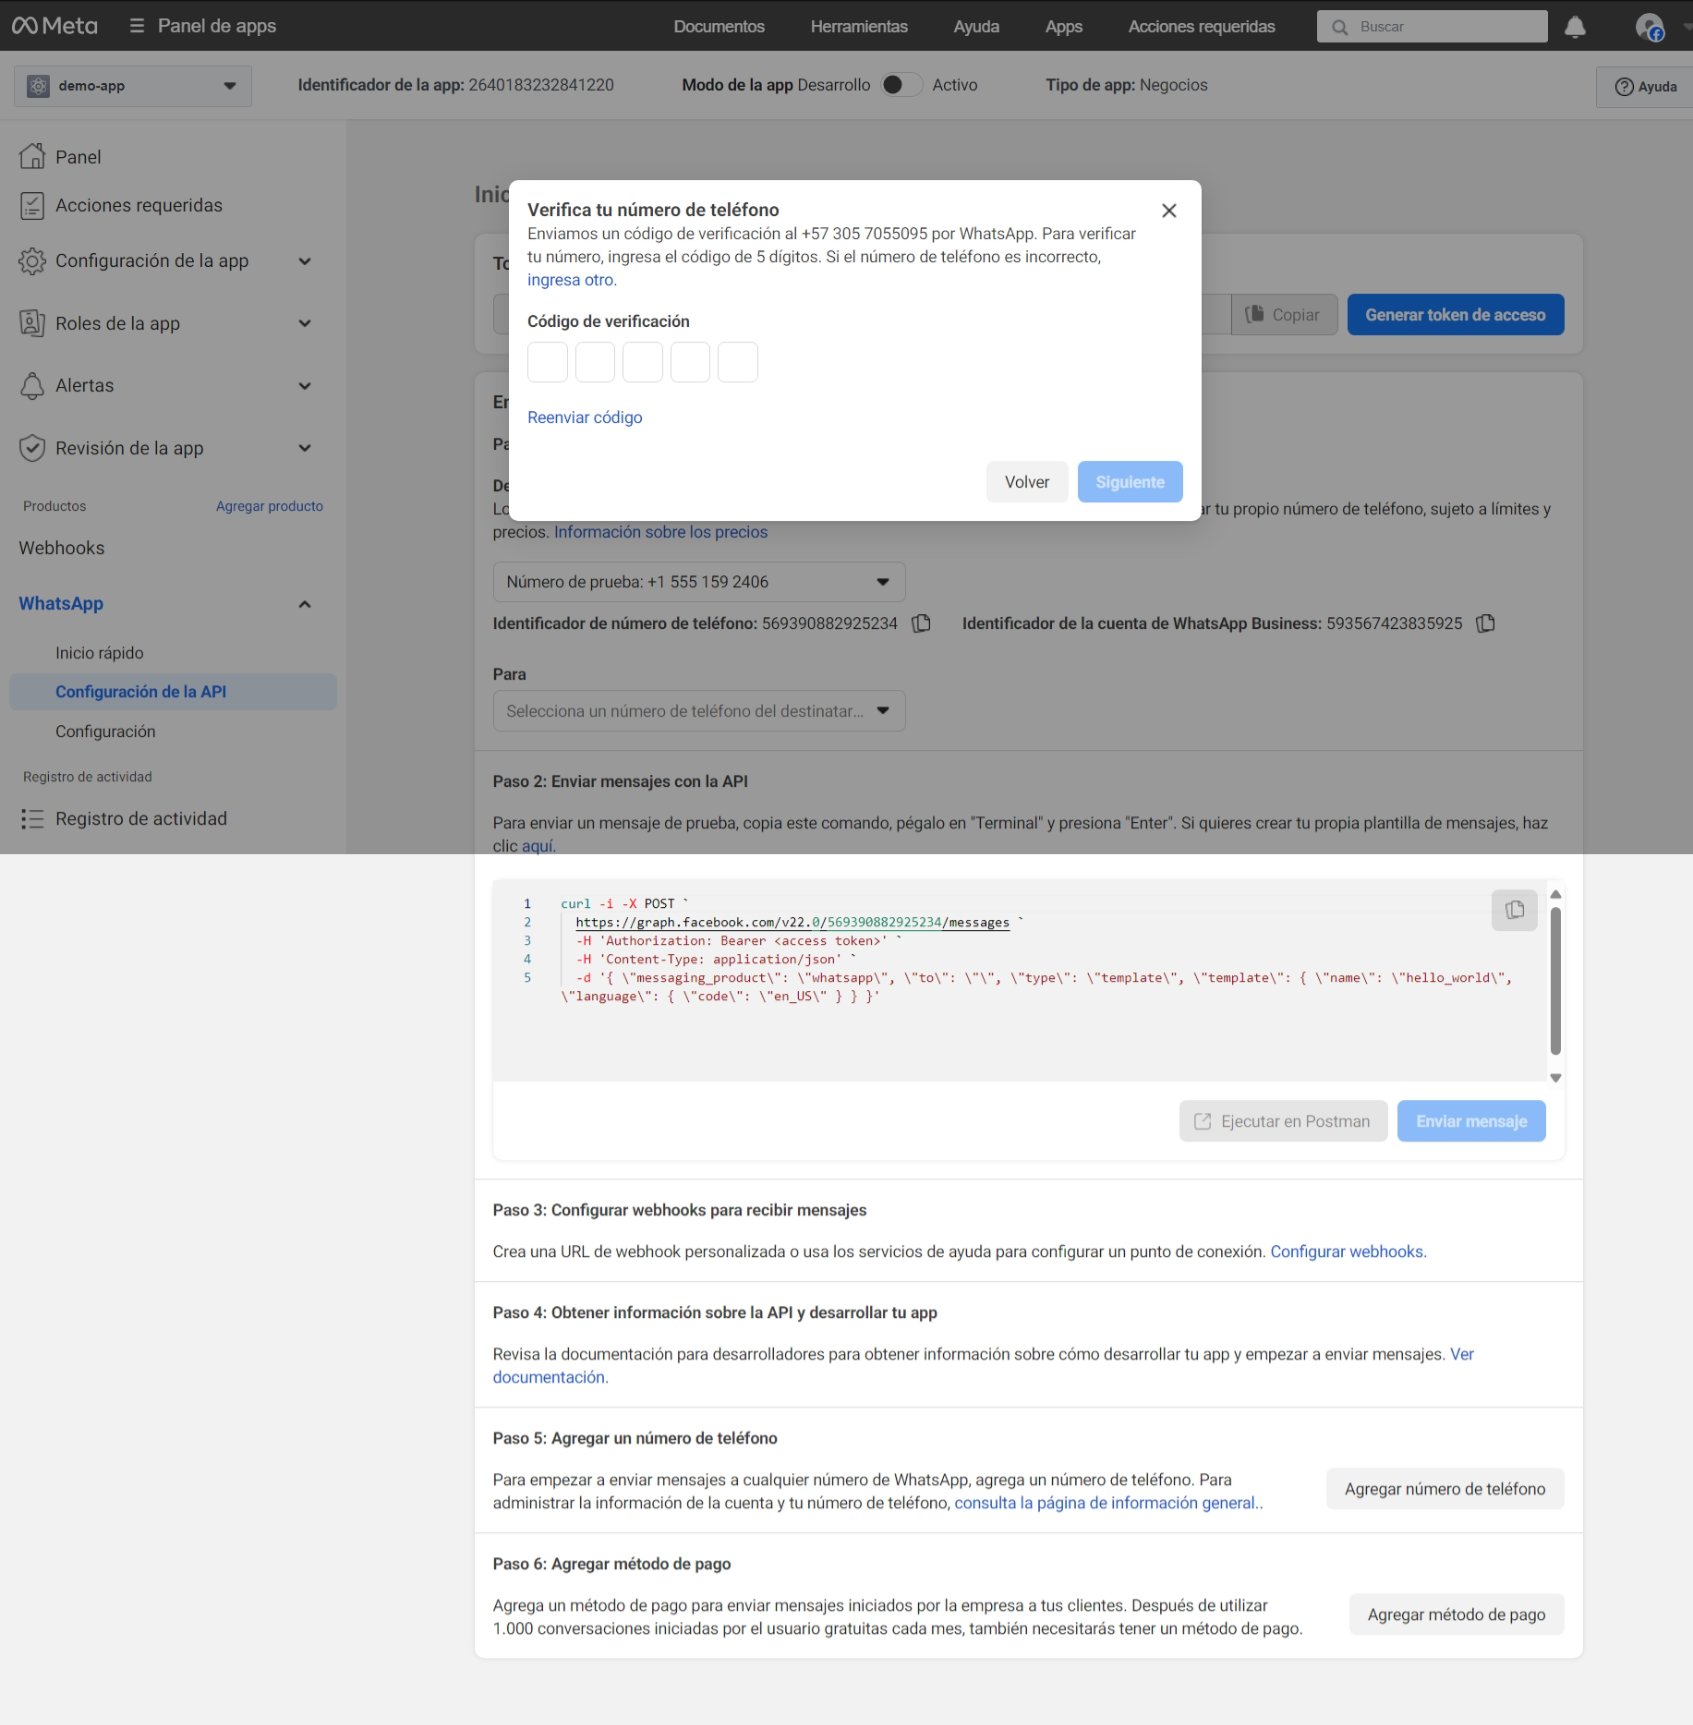 Meta
Panel de apps
Documentos
Herramientas
Ayuda
Apps
Acciones requeridas
Buscar
demo-app
Identificador de la app: 2640183232841220
Modo de la app Desarrollo
Activo
Tipo de app: Negocios
Ayuda
Panel
Acciones requeridas
Configuración de la app
Roles de la app
Alertas
Revisión de la app
Productos
Agregar producto
Webhooks
WhatsApp
Inicio rápido
Configuración de la API
Configuración
Registro de actividad
Registro de actividad
Verifica tu número de teléfono
Enviamos un código de verificación al +57 305 7055095 por WhatsApp. Para verificar
tu número, ingresa el código de 5 dígitos. Si el número de teléfono es incorrecto,
ingresa otro.
Código de verificación
Reenviar código
Volver
Siguiente
Copiar
Generar token de acceso
ar tu propio número de teléfono, sujeto a límites y
precios. Información sobre los precios
Número de prueba: +1 555 159 2406
Identificador de número de teléfono: 569390882925234
Identificador de la cuenta de WhatsApp Business: 593567423835925
Para
Selecciona un número de teléfono del destinatar...
Paso 2: Enviar mensajes con la API
Para enviar un mensaje de prueba, copia este comando, pégalo en "Terminal" y presiona "Enter". Si quieres crear tu propia plantilla de mensajes, haz
clic aquí.
1 curl -i -X POST `
2 https://graph.facebook.com/v22.0/569390882925234/messages `
3 -H 'Authorization: Bearer <access token>' `
4 -H 'Content-Type: application/json' `
5 -d '{ \"messaging_product\": \"whatsapp\", \"to\": \"\", \"type\": \"template\", \"template\": { \"name\": \"hello_world\",
\"language\": { \"code\": \"en_US\" } } }'
Ejecutar en Postman
Enviar mensaje
Paso 3: Configurar webhooks para recibir mensajes
Crea una URL de webhook personalizada o usa los servicios de ayuda para configurar un punto de conexión. Configurar webhooks.
Paso 4: Obtener información sobre la API y desarrollar tu app
Revisa la documentación para desarrolladores para obtener información sobre cómo desarrollar tu app y empezar a enviar mensajes. Ver
documentación.
Paso 5: Agregar un número de teléfono
Para empezar a enviar mensajes a cualquier número de WhatsApp, agrega un número de teléfono. Para
administrar la información de la cuenta y tu número de teléfono, consulta la página de información general..
Agregar número de teléfono
Paso 6: Agregar método de pago
Agrega un método de pago para enviar mensajes iniciados por la empresa a tus clientes. Después de utilizar
1.000 conversaciones iniciadas por el usuario gratuitas cada mes, también necesitarás tener un método de pago.
Agregar método de pago